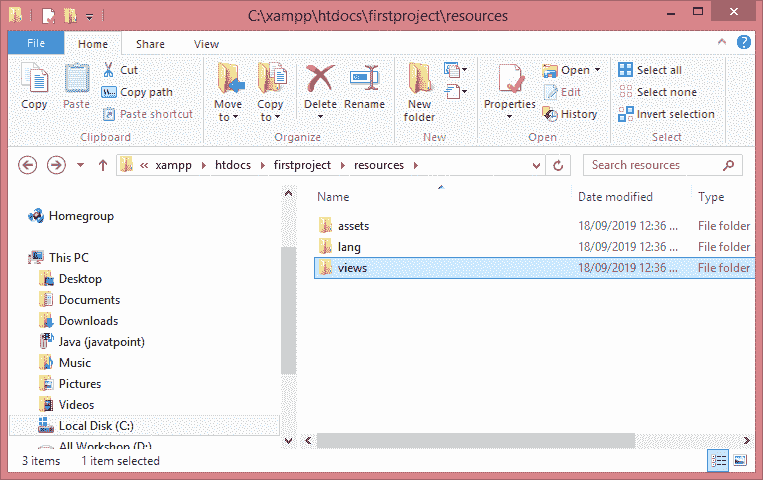 C:\xampp\htdocs\firstproject\resources
File Home Share View
Copy Paste Cut Copy path Paste shortcut Move to Copy to Delete Rename New folder Properties Open Edit History Select all Select none Invert selection
Clipboard Organize New Open Select
« xampp htdocs firstproject resources Search resources
Name Date modified Type
Homegroup
This PC
Desktop
Documents
Downloads
Java (javatpoint)
Music
Pictures
Videos
Local Disk (C:)
All Workshop (D:)
assets 18/09/2019 12:36 ... File folder
lang 18/09/2019 12:36 ... File folder
views 18/09/2019 12:36 ... File folder
3 items 1 item selected